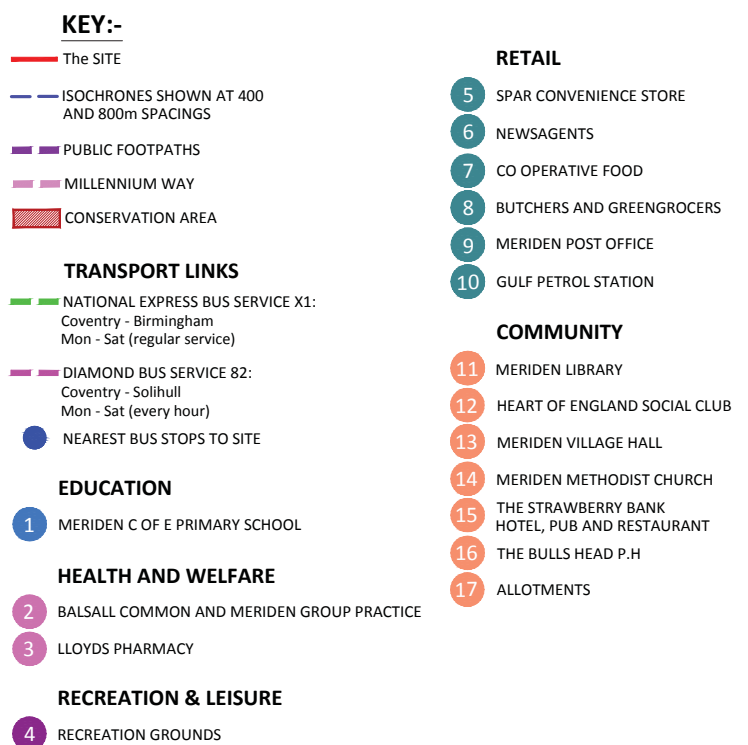 KEY:-
The SITE
ISOCHRONES SHOWN AT 400
AND 800m SPACINGS
PUBLIC FOOTPATHS
MILLENNIUM WAY
CONSERVATION AREA
TRANSPORT LINKS
NATIONAL EXPRESS BUS SERVICE X1:
Coventry - Birmingham
Mon - Sat (regular service)
DIAMOND BUS SERVICE 82:
Coventry - Solihull
Mon - Sat (every hour)
NEAREST BUS STOPS TO SITE
EDUCATION
1 MERIDEN C OF E PRIMARY SCHOOL
HEALTH AND WELFARE
2 BALSALL COMMON AND MERIDEN GROUP PRACTICE
3 LLOYDS PHARMACY
RECREATION & LEISURE
4 RECREATION GROUNDS
RETAIL
5 SPAR CONVENIENCE STORE
6 NEWSAGENTS
7 CO OPERATIVE FOOD
8 BUTCHERS AND GREENGROCERS
9 MERIDEN POST OFFICE
10 GULF PETROL STATION
COMMUNITY
11 MERIDEN LIBRARY
12 HEART OF ENGLAND SOCIAL CLUB
13 MERIDEN VILLAGE HALL
14 MERIDEN METHODIST CHURCH
15 THE STRAWBERRY BANK
HOTEL, PUB AND RESTAURANT
16 THE BULLS HEAD P.H
17 ALLOTMENTS